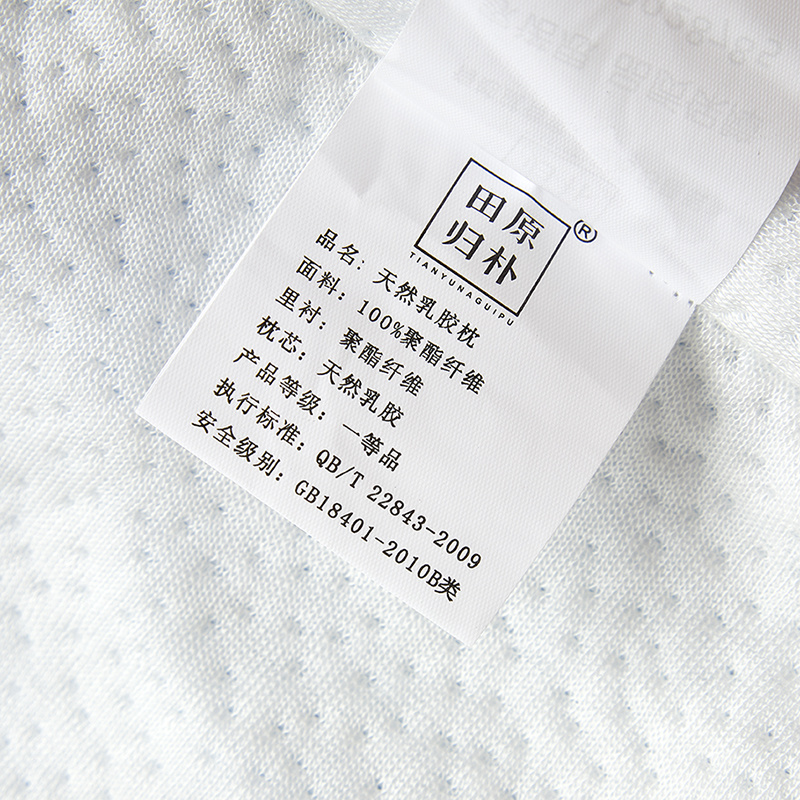 田原
归朴
®
TIANYUNAGUIPU
品名：天然乳胶枕
面料：100%聚酯纤维
里衬：聚酯纤维
枕芯：天然乳胶
产品等级：一等品
执行标准：QB/T 22843-2009
安全级别：GB18401-2010B类